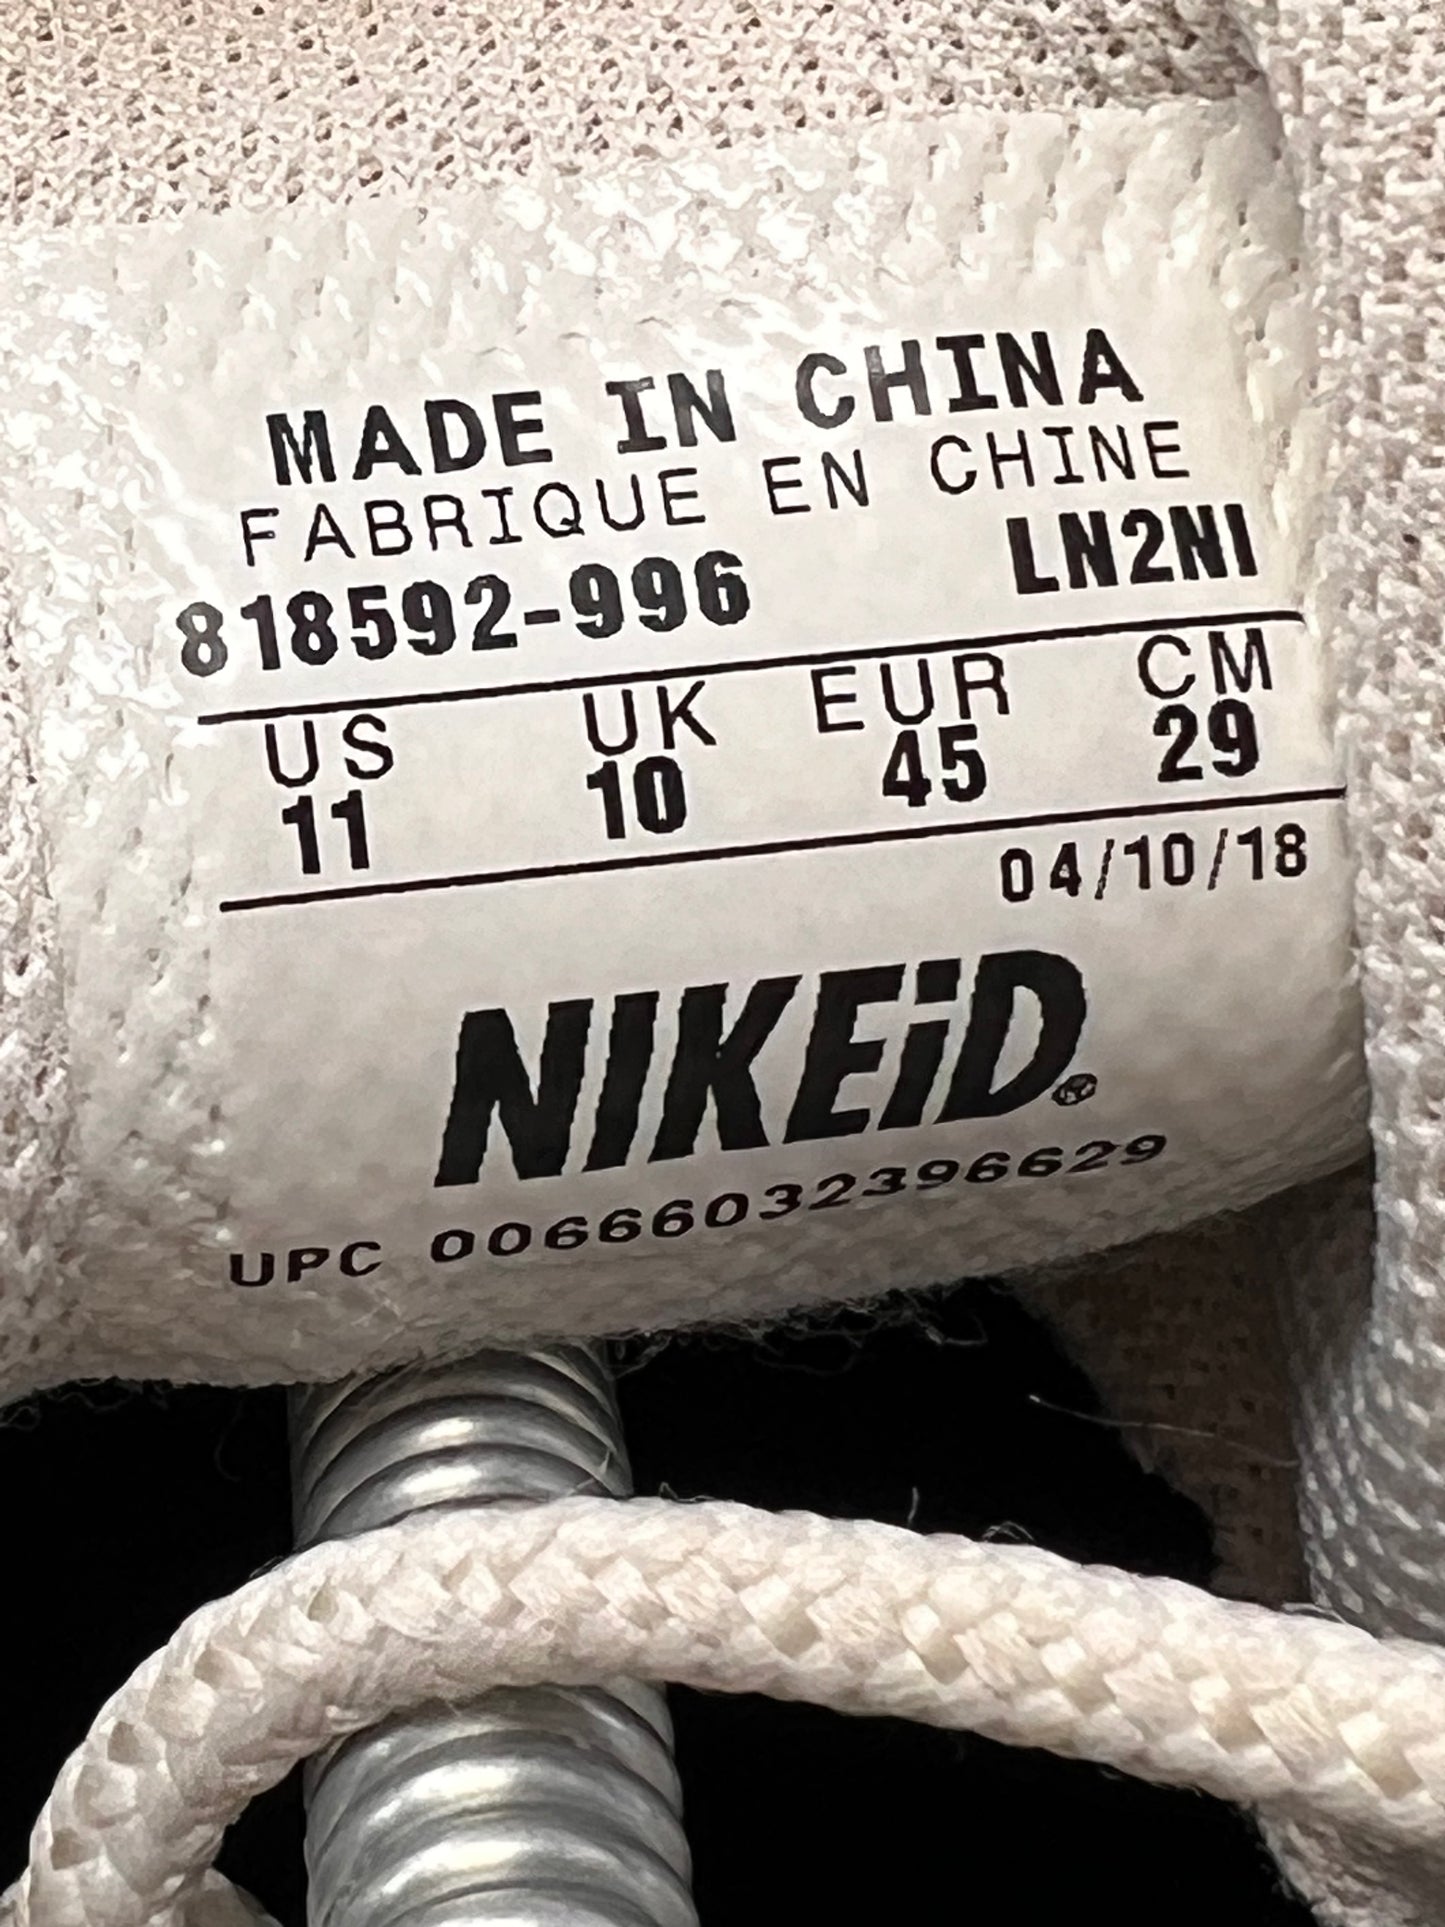 MADE IN CHINA
FABRIQUE EN CHINE
818592-996 LN2NI
US UK EUR CM
11 10 45 29
04/10/18
NIKEiD®
UPC 00666032396629